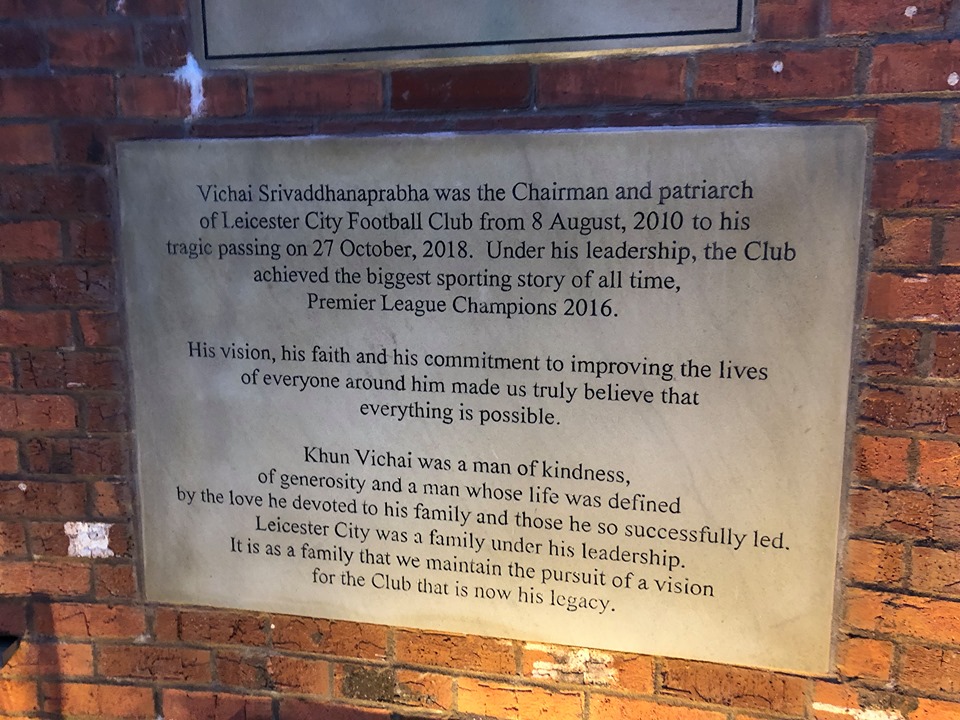 Vichai Srivaddhanaprabha was the Chairman and patriarch
of Leicester City Football Club from 8 August, 2010 to his
tragic passing on 27 October, 2018. Under his leadership, the Club
achieved the biggest sporting story of all time,
Premier League Champions 2016.
His vision, his faith and his commitment to improving the lives
of everyone around him made us truly believe that
everything is possible.
Khun Vichai was a man of kindness,
of generosity and a man whose life was defined
by the love he devoted to his family and those he so successfully led.
Leicester City was a family under his leadership.
It is as a family that we maintain the pursuit of a vision
for the Club that is now his legacy.